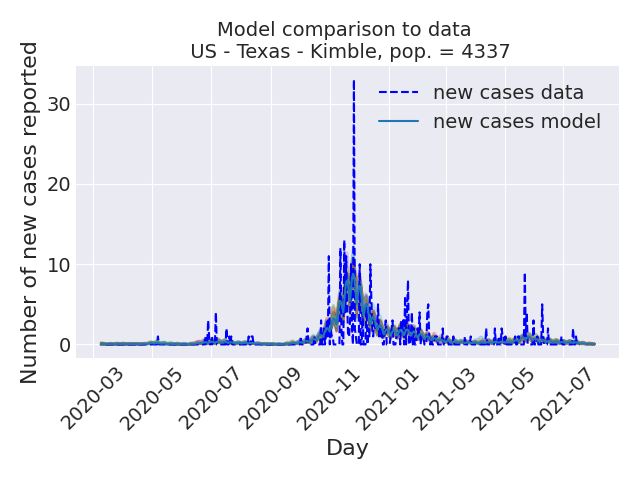 Model comparison to data
US - Texas - Kimble, pop. = 4337
Number of new cases reported
30
20
10
0
new cases data
new cases model
2020-03
2020-05
2020-07
2020-09
2020-11
2021-01
2021-03
2021-05
2021-07
Day